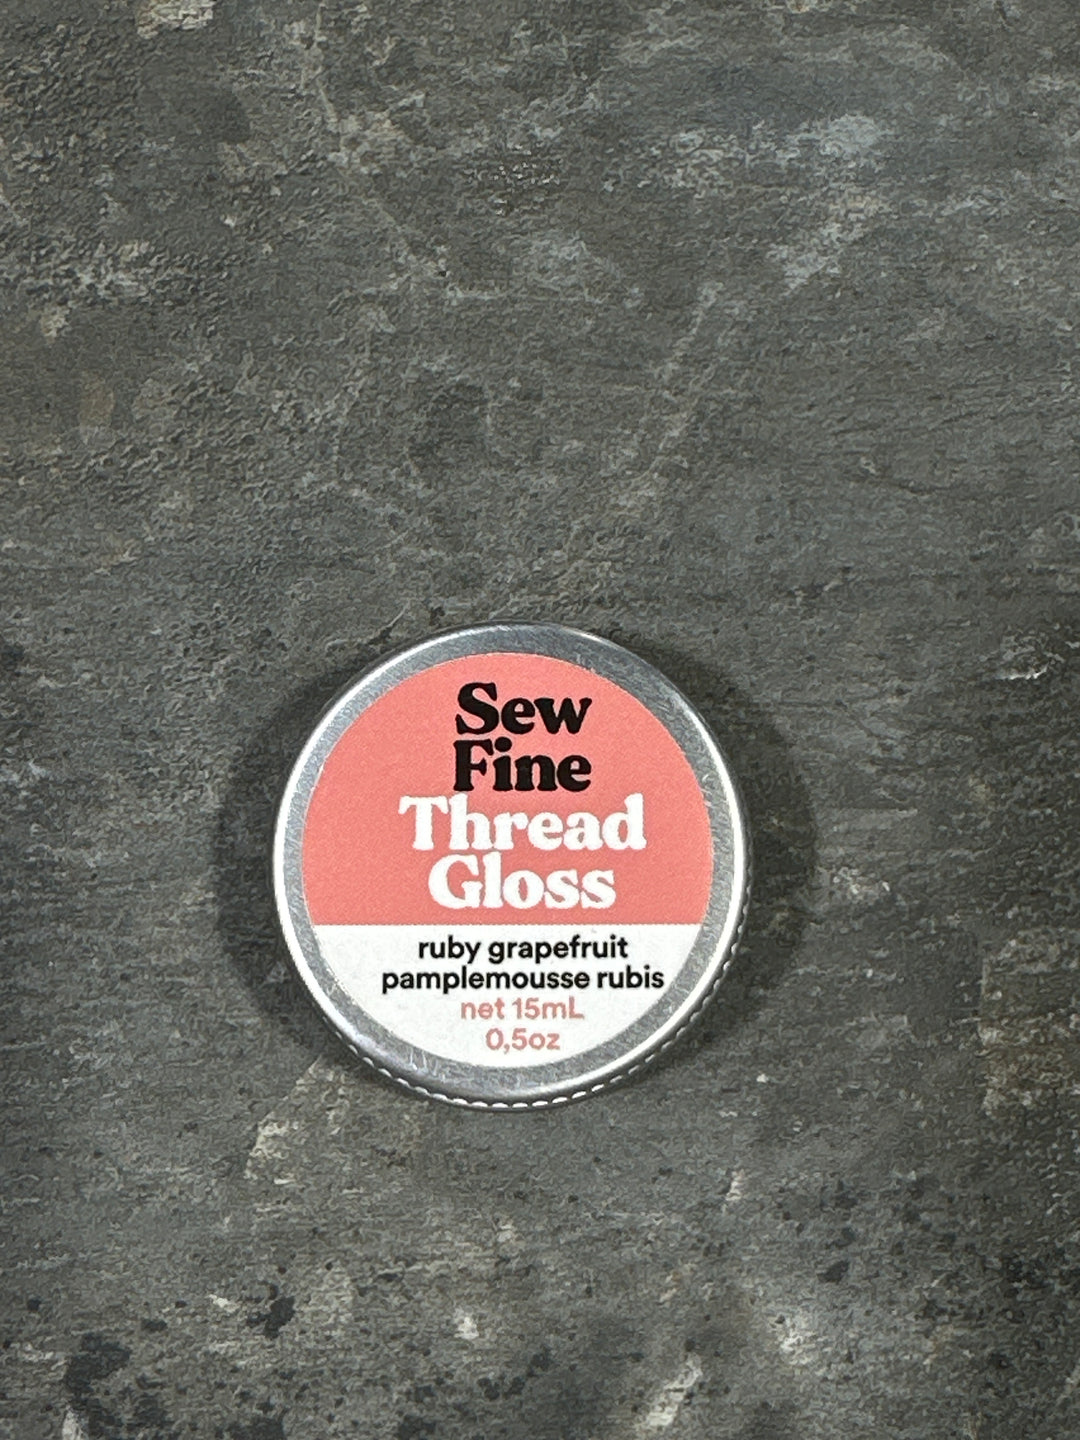 Sew
Fine
Thread
Gloss
ruby grapefruit
pamplemousse rubis
net 15mL
0,5oz